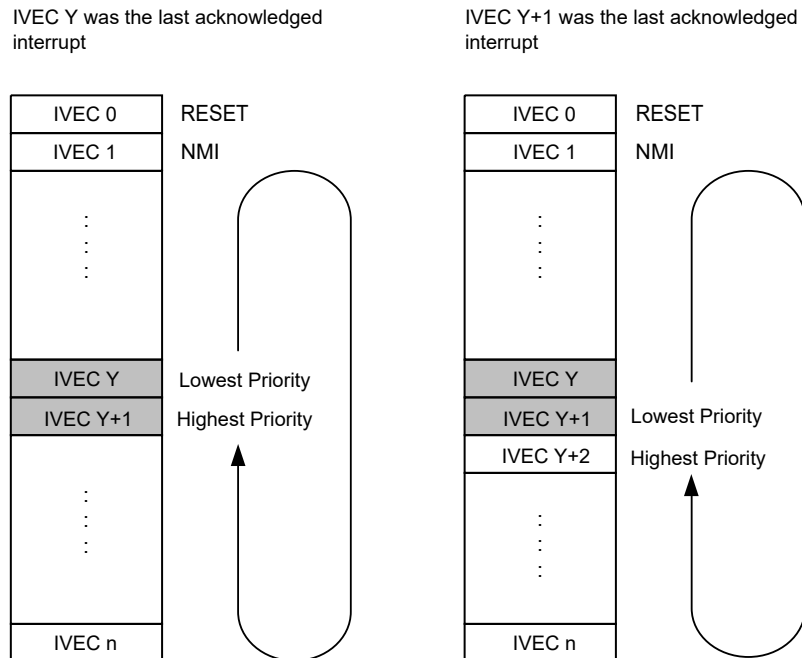 IVEC Y was the last acknowledged
interrupt
IVEC 0 RESET
IVEC 1 NMI
IVEC Y Lowest Priority
IVEC Y+1 Highest Priority
IVEC n
IVEC Y+1 was the last acknowledged
interrupt
IVEC 0 RESET
IVEC 1 NMI
IVEC Y
IVEC Y+1 Lowest Priority
IVEC Y+2 Highest Priority
IVEC n